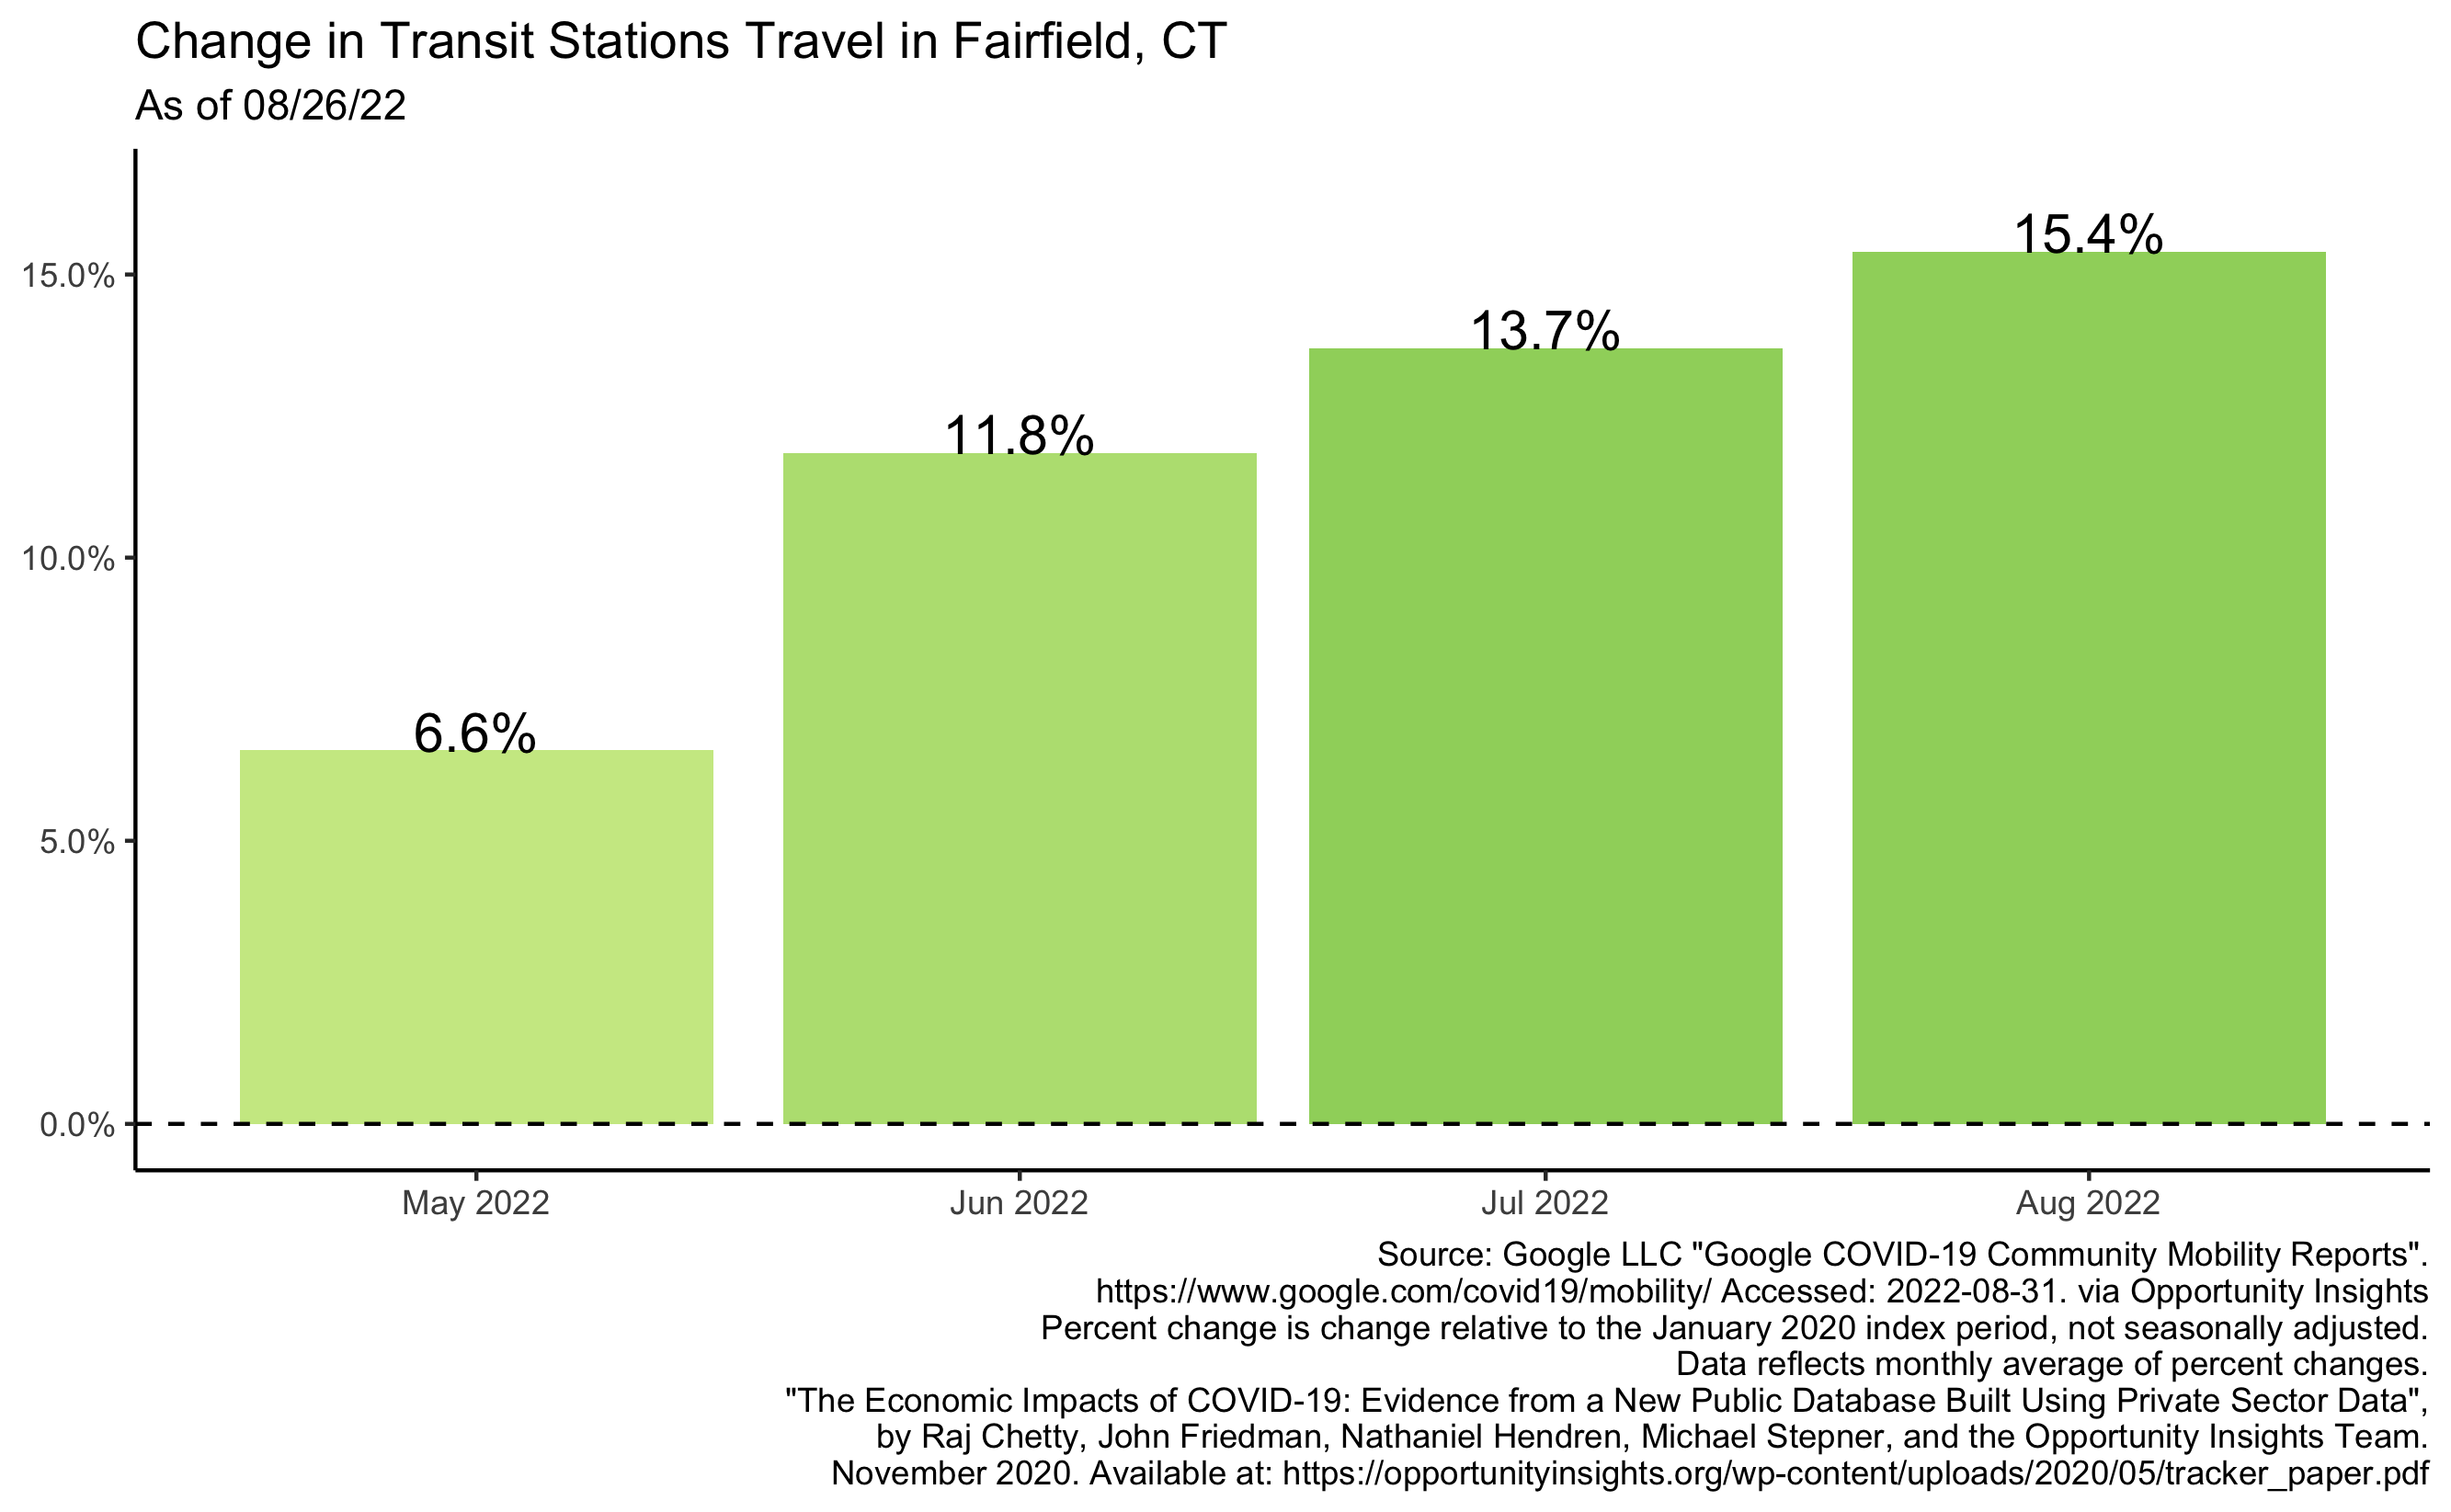 Change in Transit Stations Travel in Fairfield, CT
As of 08/26/22
15.4%
15.0%
13.7%
11.8%
10.0%
6.6%
5.0%
0.0%
May 2022 Jun 2022 Jul 2022 Aug 2022
Source: Google LLC "Google COVID-19 Community Mobility Reports".
https://www.google.com/covid19/mobility/ Accessed: 2022-08-31. via Opportunity Insights
Percent change is change relative to the January 2020 index period, not seasonally adjusted.
Data reflects monthly average of percent changes.
"The Economic Impacts of COVID-19: Evidence from a New Public Database Built Using Private Sector Data",
by Raj Chetty, John Friedman, Nathaniel Hendren, Michael Stepner, and the Opportunity Insights Team.
November 2020. Available at: https://opportunityinsights.org/wp-content/uploads/2020/05/tracker_paper.pdf